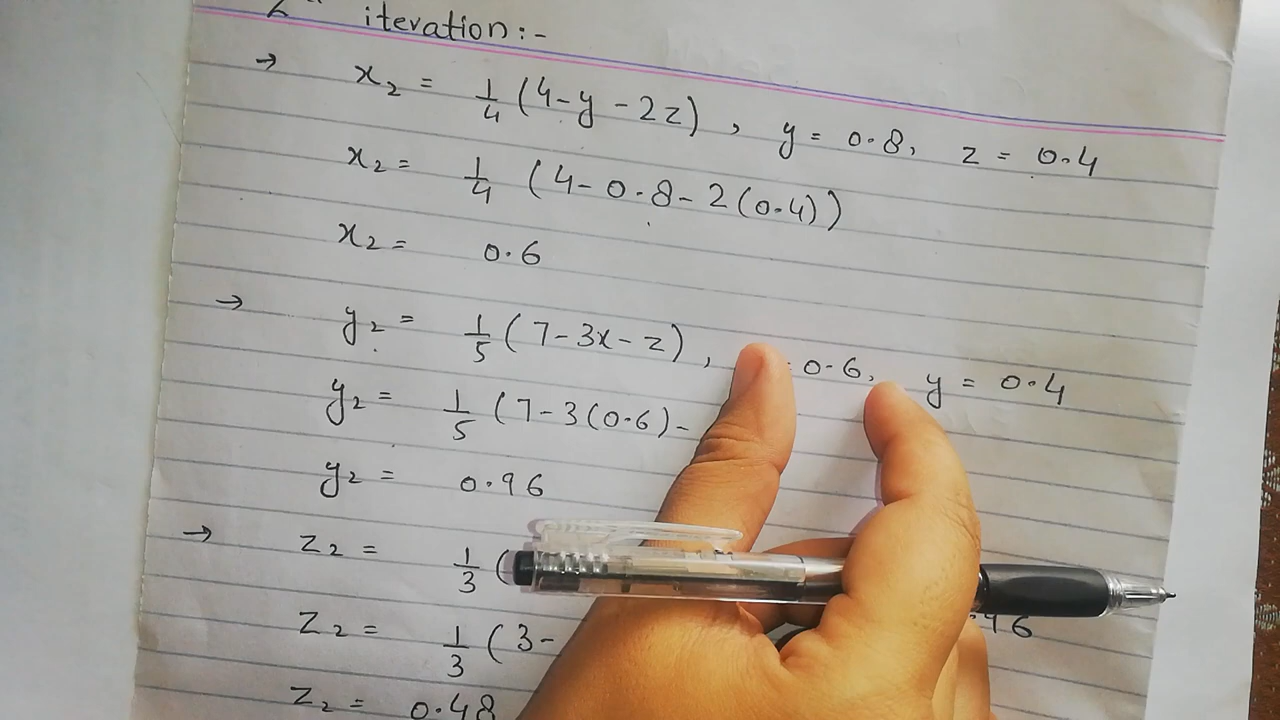 iteration:-
→ x₂ = 1/4 (4-y-2z), y = 0.8, z = 0.4
x₂ = 1/4 (4-0.8-2(0.4))
x₂ = 0.6
→ y₂ = 1/5 (7-3x-z), 0.6, y = 0.4
y₂ = 1/5 (7-3(0.6)-
y₂ = 0.96
→ z₂ = 1/3 (
z₂ = 1/3 (3-
z₂ = 0.48